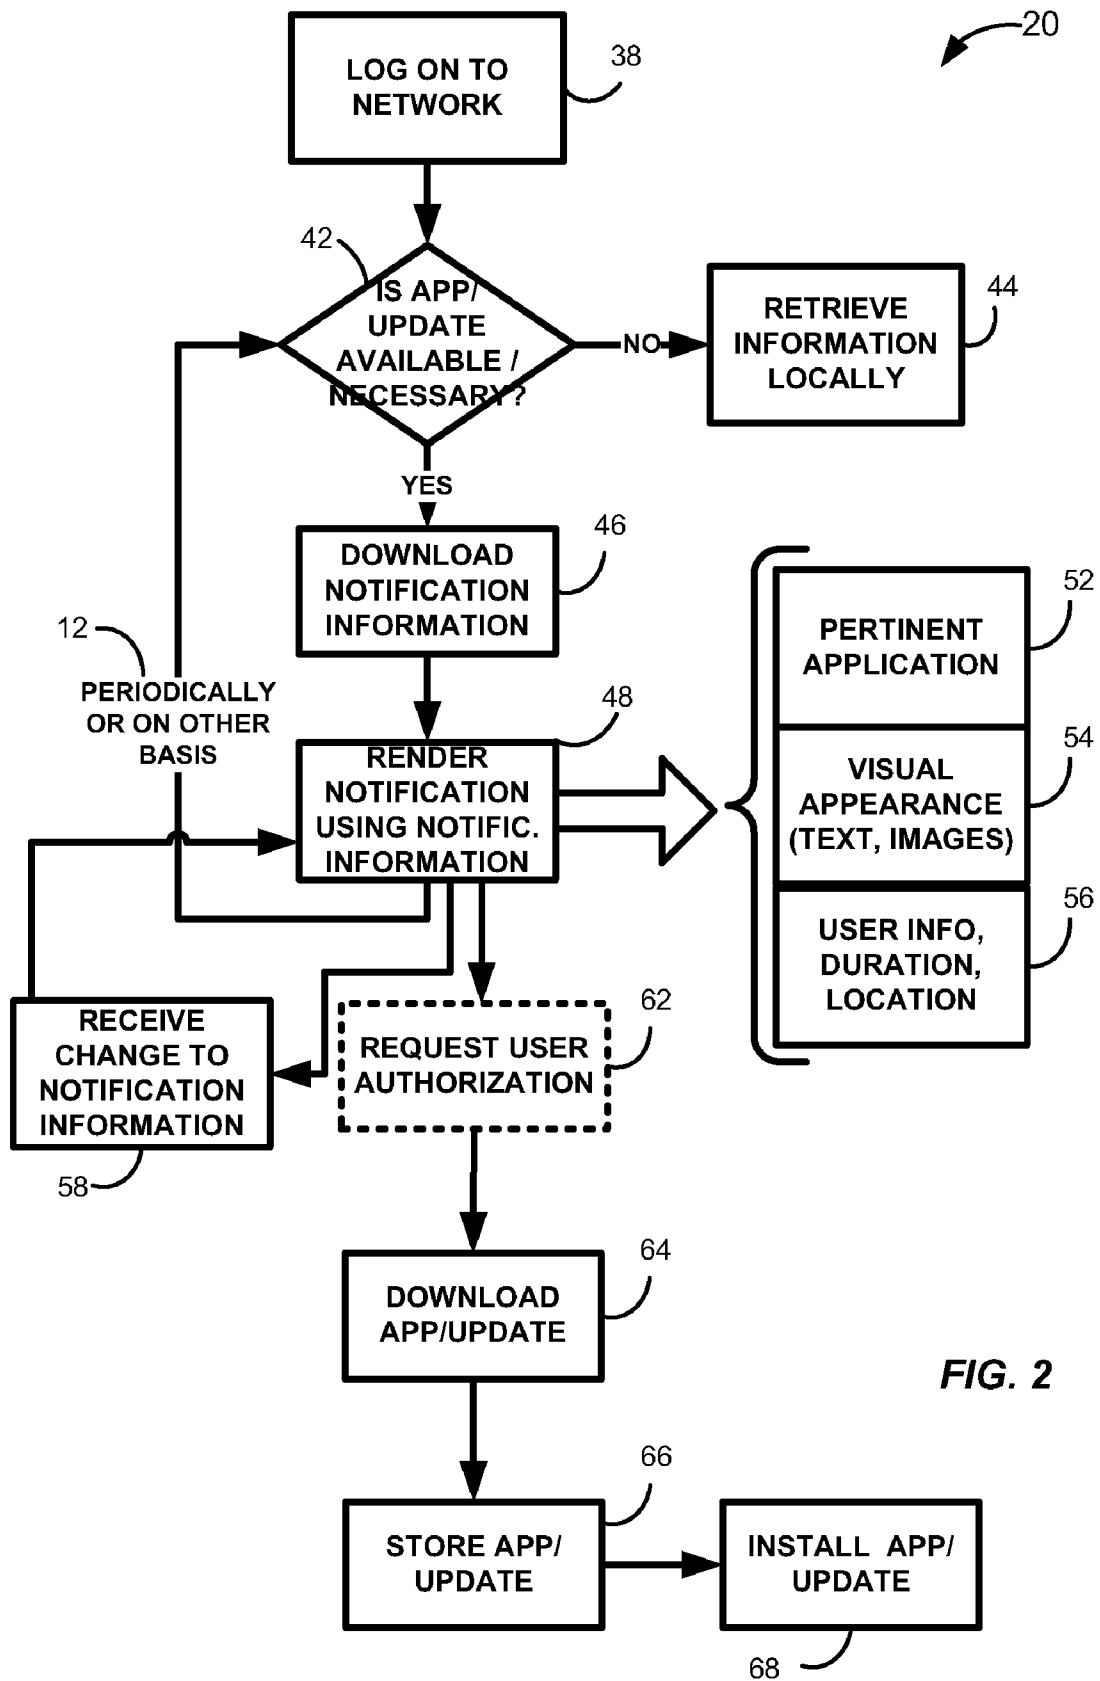 20
LOG ON TO
NETWORK
38
42
IS APP/
UPDATE
AVAILABLE /
NECESSARY?
NO
RETRIEVE
INFORMATION
LOCALLY
44
YES
DOWNLOAD
NOTIFICATION
INFORMATION
46
12
PERIODICALLY
OR ON OTHER
BASIS
RENDER
NOTIFICATION
USING NOTIFIC.
INFORMATION
48
PERTINENT
APPLICATION
52
VISUAL
APPEARANCE
(TEXT, IMAGES)
54
USER INFO,
DURATION,
LOCATION
56
RECEIVE
CHANGE TO
NOTIFICATION
INFORMATION
58
REQUEST USER
AUTHORIZATION
62
DOWNLOAD
APP/UPDATE
64
FIG. 2
STORE APP/
UPDATE
66
INSTALL APP/
UPDATE
68